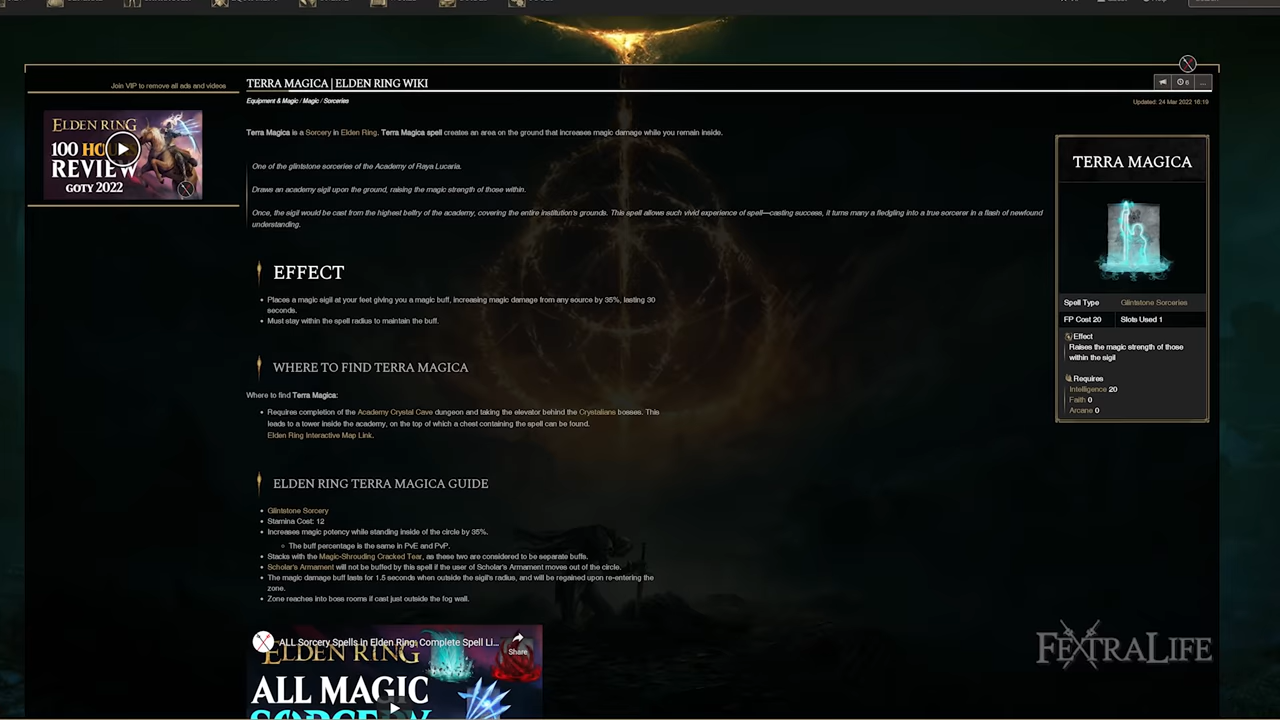 Join VIP to remove all ads and videos
ELDEN RING
100 HO
REVIEW
GOTY 2022
TERRA MAGICA | ELDEN RING WIKI
6
...
Equipment & Magic / Magic / Sorceries
Updated: 24 Mar 2022 16:19
Terra Magica is a Sorcery in Elden Ring. Terra Magica spell creates an area on the ground that increases magic damage while you remain inside.
One of the glintstone sorceries of the Academy of Raya Lucaria.
Draws an academy sigil upon the ground, raising the magic strength of those within.
Once, the sigil would be cast from the highest belfry of the academy, covering the entire institution's grounds. This spell allows such vivid experience of spell—casting success, it turns many a fledgling into a true sorcerer in a flash of newfound
understanding.
EFFECT
Places a magic sigil at your feet giving you a magic buff, increasing magic damage from any source by 35%, lasting 30
seconds.
Must stay within the spell radius to maintain the buff.
WHERE TO FIND TERRA MAGICA
Where to find Terra Magica:
Requires completion of the Academy Crystal Cave dungeon and taking the elevator behind the Crystalians bosses. This
leads to a tower inside the academy, on the top of which a chest containing the spell can be found.
Elden Ring Interactive Map Link.
ELDEN RING TERRA MAGICA GUIDE
Glintstone Sorcery
Stamina Cost: 12
Increases magic potency while standing inside of the circle by 35%.
The buff percentage is the same in PvE and PvP.
Stacks with the Magic-Shrouding Cracked Tear, as these two are considered to be separate buffs.
Scholar's Armament will not be buffed by this spell if the user of Scholar's Armament moves out of the circle.
The magic damage buff lasts for 1.5 seconds when outside the sigil's radius, and will be regained upon re-entering the
zone.
Zone reaches into boss rooms if cast just outside the fog wall.
ALL Sorcery Spells in Elden Ring: Complete Spell Li...
Share
ELDEN RING
ALL MAGIC
SORCERY
TERRA MAGICA
Spell Type Glintstone Sorceries
FP Cost 20 Slots Used 1
Effect
Raises the magic strength of those
within the sigil
Requires
Intelligence 20
Faith 0
Arcane 0
FEXTRALIFE